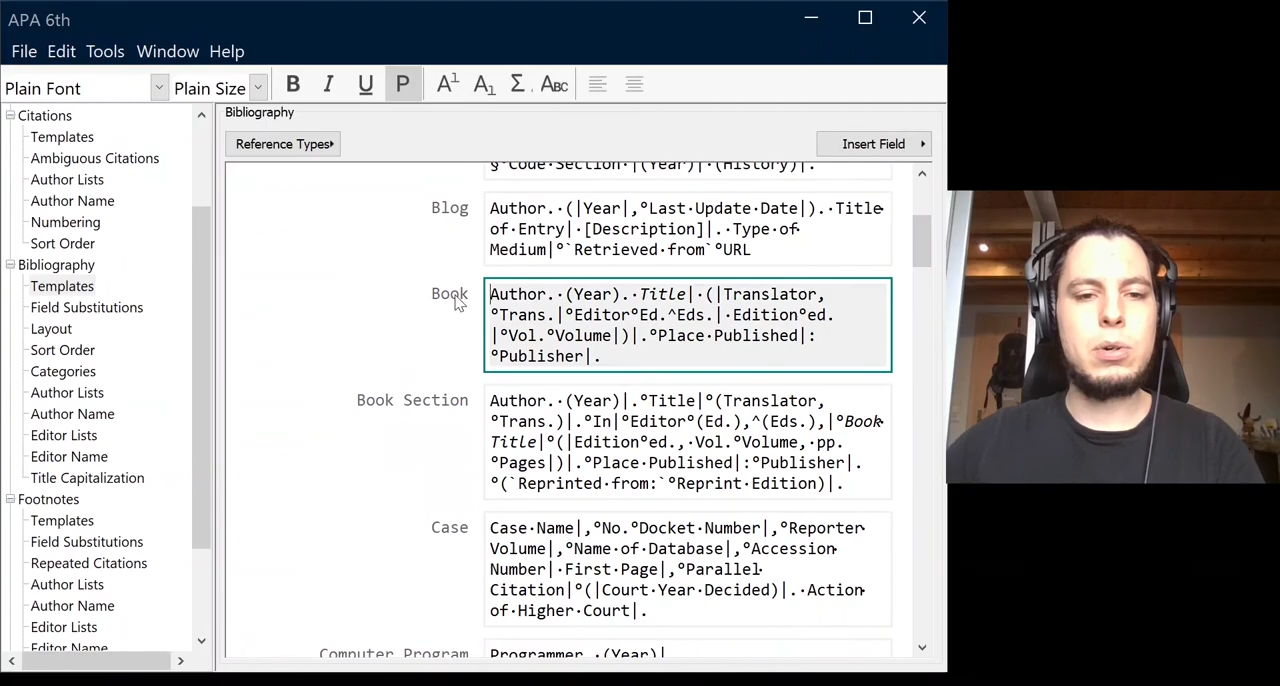 APA 6th
File Edit Tools Window Help
Plain Font Plain Size B I U P A¹ A₁ Σ ABC
Citations
Templates
Ambiguous Citations
Author Lists
Author Name
Numbering
Sort Order
Bibliography
Templates
Field Substitutions
Layout
Sort Order
Categories
Author Lists
Author Name
Editor Lists
Editor Name
Title Capitalization
Footnotes
Templates
Field Substitutions
Repeated Citations
Author Lists
Author Name
Editor Lists
Editor Name
Bibliography
Reference Types Insert Field
§°Code·Section·|(Year)|·(History)|.
Blog
Author.·(|Year|,°Last·Update·Date|).·Title·
of·Entry|·[Description]|.·Type·of·
Medium|°`Retrieved·from`°URL
Book
Author.·(Year).·Title|·(|Translator,
°Trans.|°Editor°Ed.^Eds.|·Edition°ed.
|°Vol.°Volume|)|.°Place·Published|:
°Publisher|.
Book Section
Author.·(Year)|.°Title|°(Translator,
°Trans.)|.°In|°Editor°(Ed.),^(Eds.),|°Book·
Title|°(|Edition°ed.,·Vol.°Volume,·pp.
°Pages|)|.°Place·Published|:°Publisher|.
°(`Reprinted·from:`°Reprint·Edition)|.
Case
Case·Name|,°No.°Docket·Number|,°Reporter·
Volume|,°Name·of·Database|,°Accession·
Number|·First·Page|,°Parallel·
Citation|°(|Court·Year·Decided)|.·Action·
of·Higher·Court|.
Computer Program
Programmer.·(Year)|.